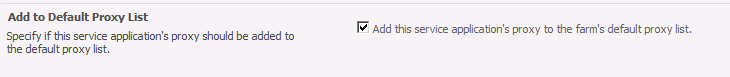 Add to Default Proxy List
Specify if this service application's proxy should be added to
the default proxy list.
Add this service application's proxy to the farm's default proxy list.